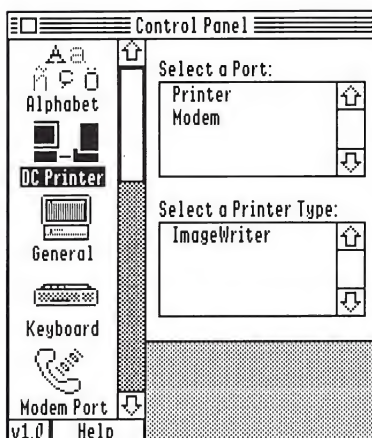 Control Panel
A a
Ñ Ç Ö
Alphabet
DC Printer
General
Keyboard
Modem Port
v1.0 Help
Select a Port:
Printer
Modem
Select a Printer Type:
ImageWriter